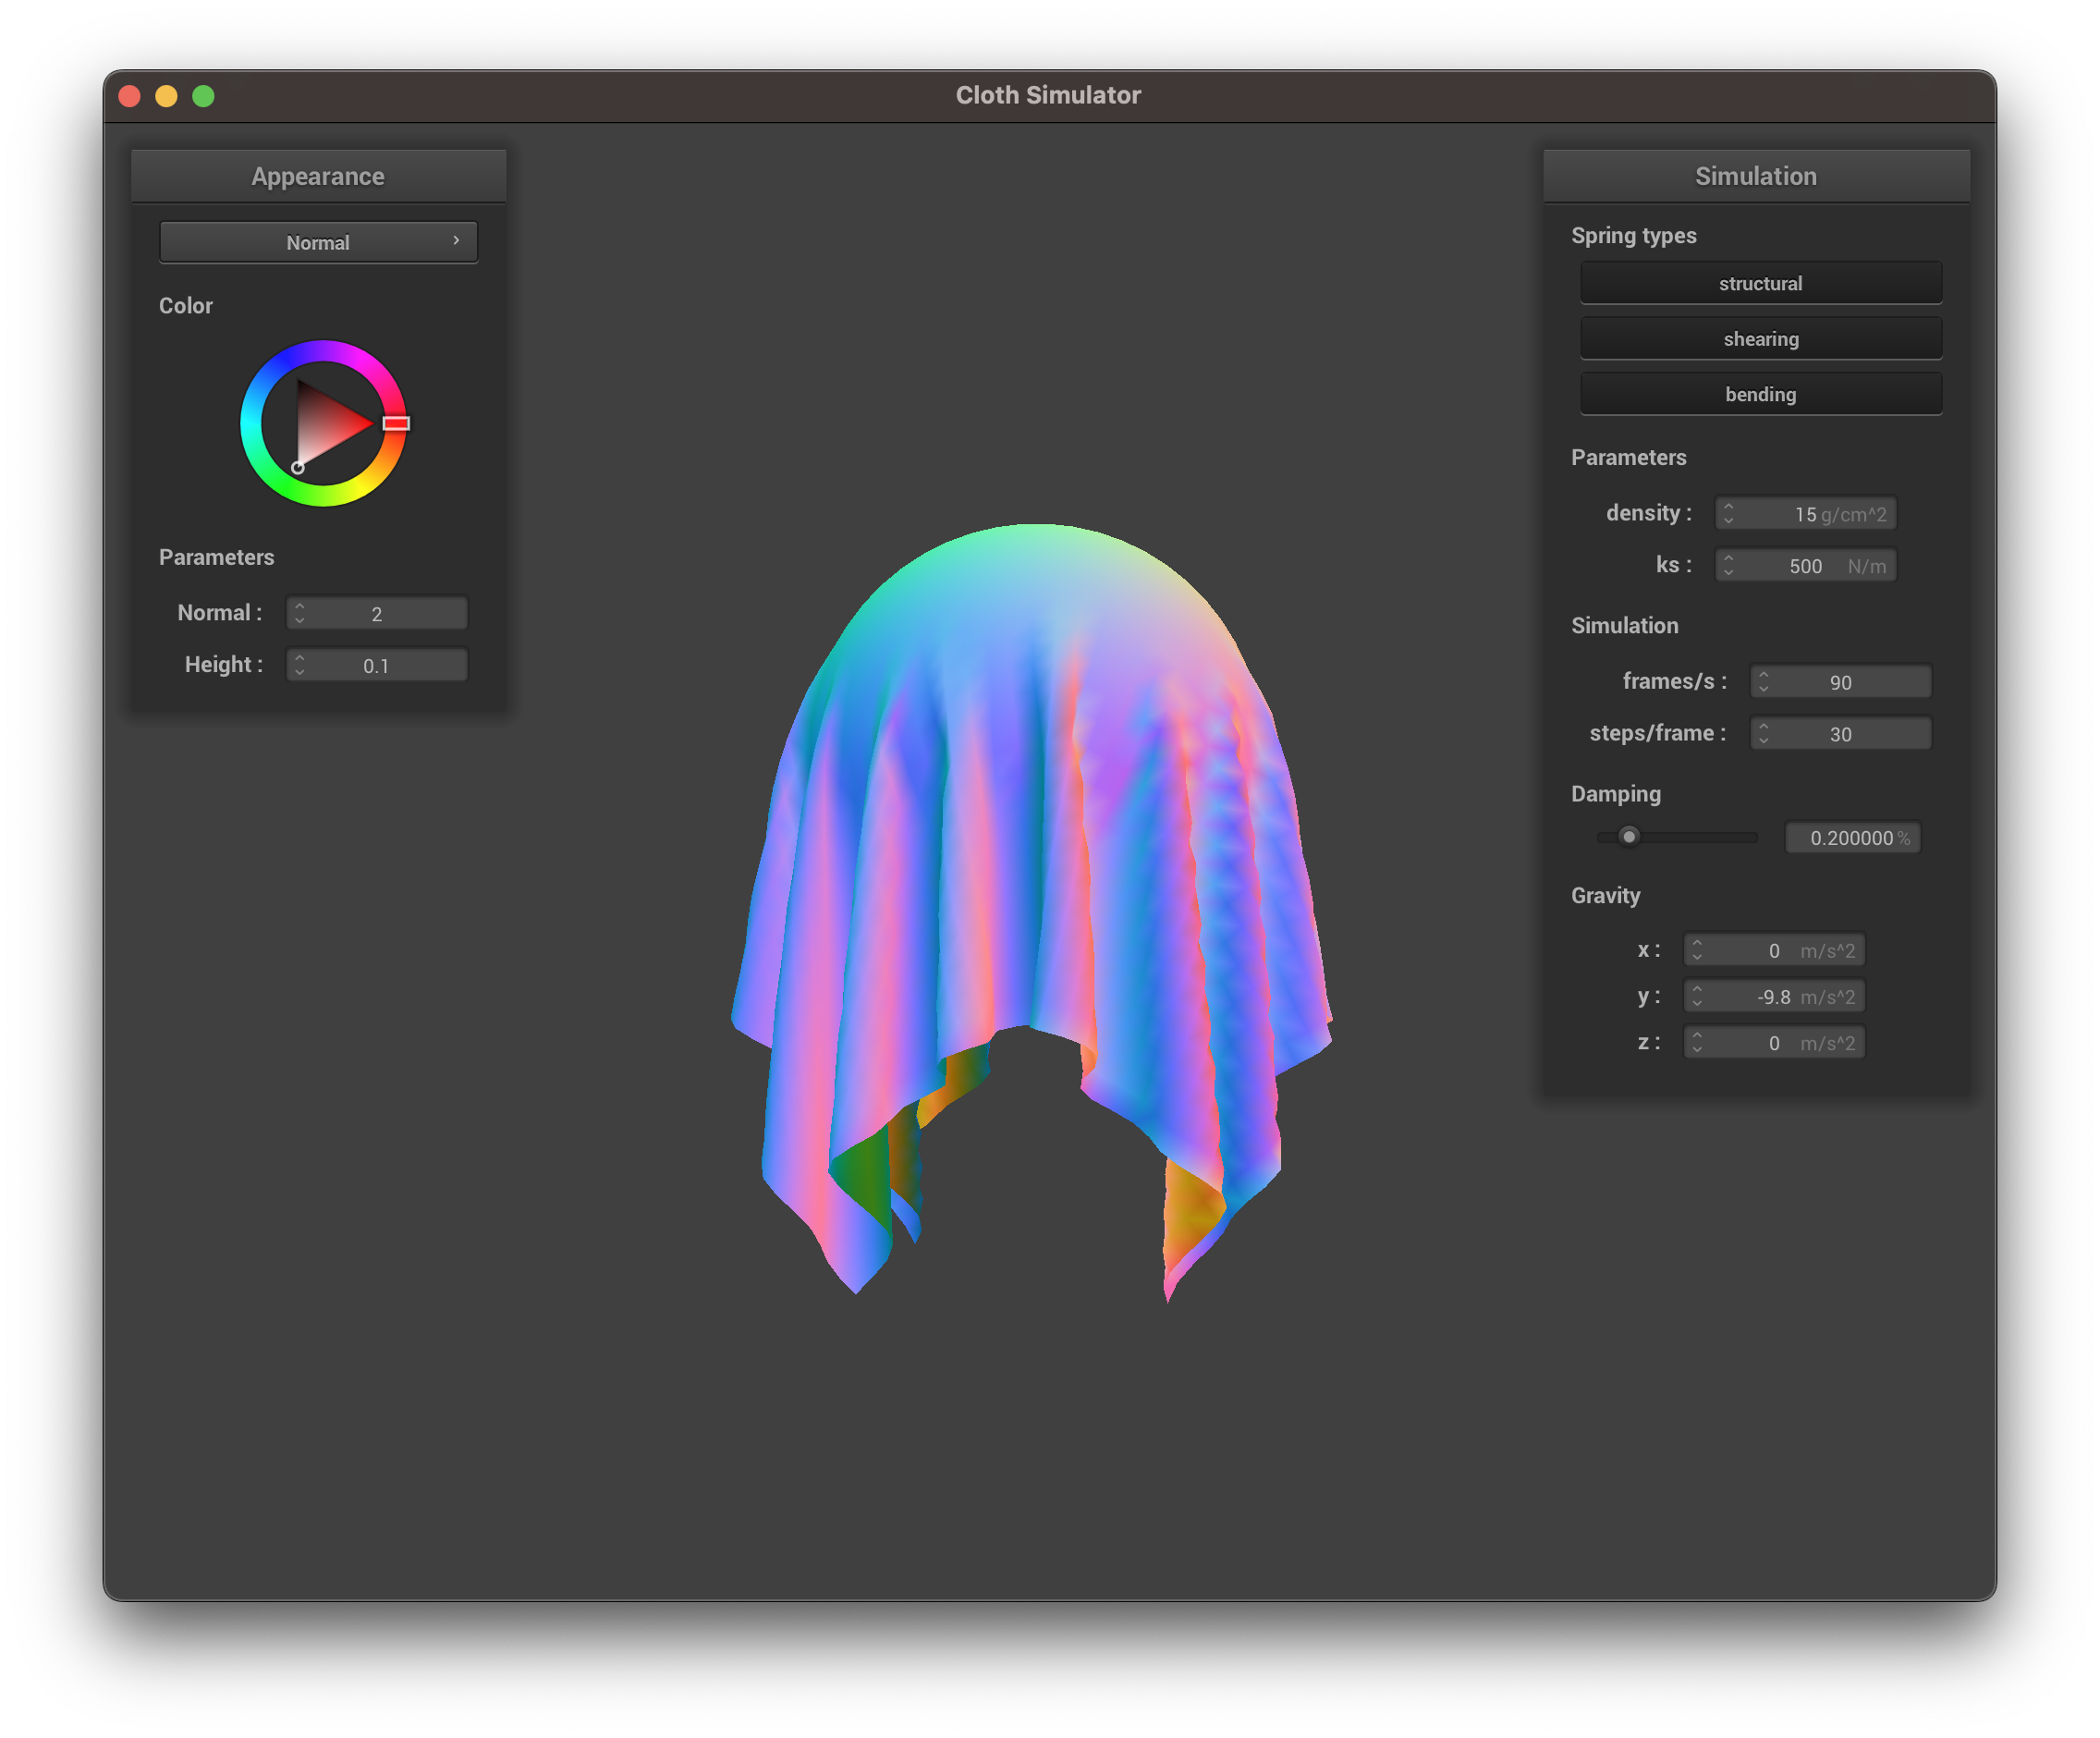 Cloth Simulator
Appearance
Normal
Color
Parameters
Normal : 2
Height : 0.1
Simulation
Spring types
structural
shearing
bending
Parameters
density : 15 g/cm^2
ks : 500 N/m
Simulation
frames/s : 90
steps/frame : 30
Damping
0.200000 %
Gravity
x : 0 m/s^2
y : -9.8 m/s^2
z : 0 m/s^2